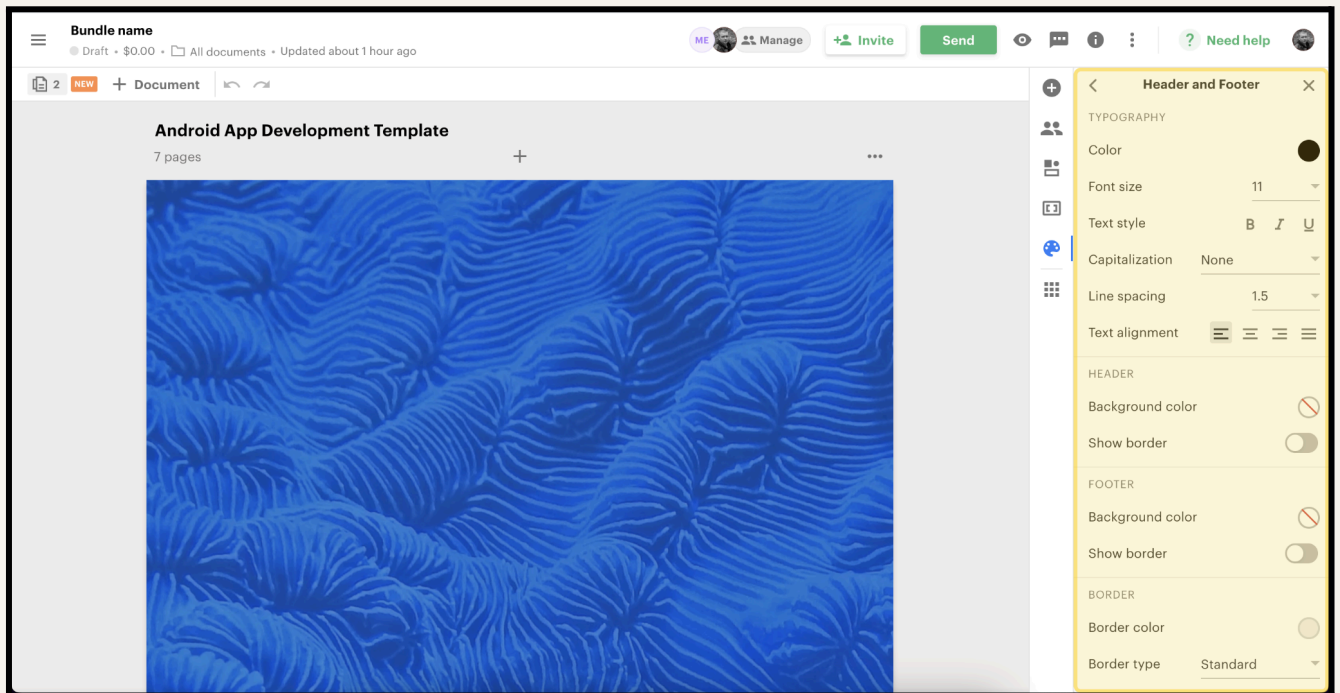 Bundle name
Draft • $0.00 • All documents • Updated about 1 hour ago
ME Manage Invite Send Need help
2 NEW + Document
Android App Development Template
7 pages
Header and Footer
TYPOGRAPHY
Color
Font size 11
Text style B I U
Capitalization None
Line spacing 1.5
Text alignment
HEADER
Background color
Show border
FOOTER
Background color
Show border
BORDER
Border color
Border type Standard